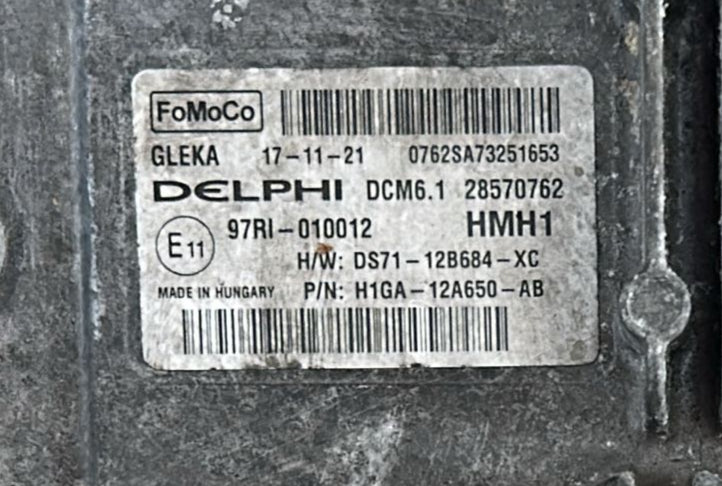 FoMoCo
GLEKA 17-11-21 0762SA73251653
DELPHI DCM6.1 28570762
E11 97RI-010012 HMH1
H/W: DS71-12B684-XC
MADE IN HUNGARY P/N: H1GA-12A650-AB